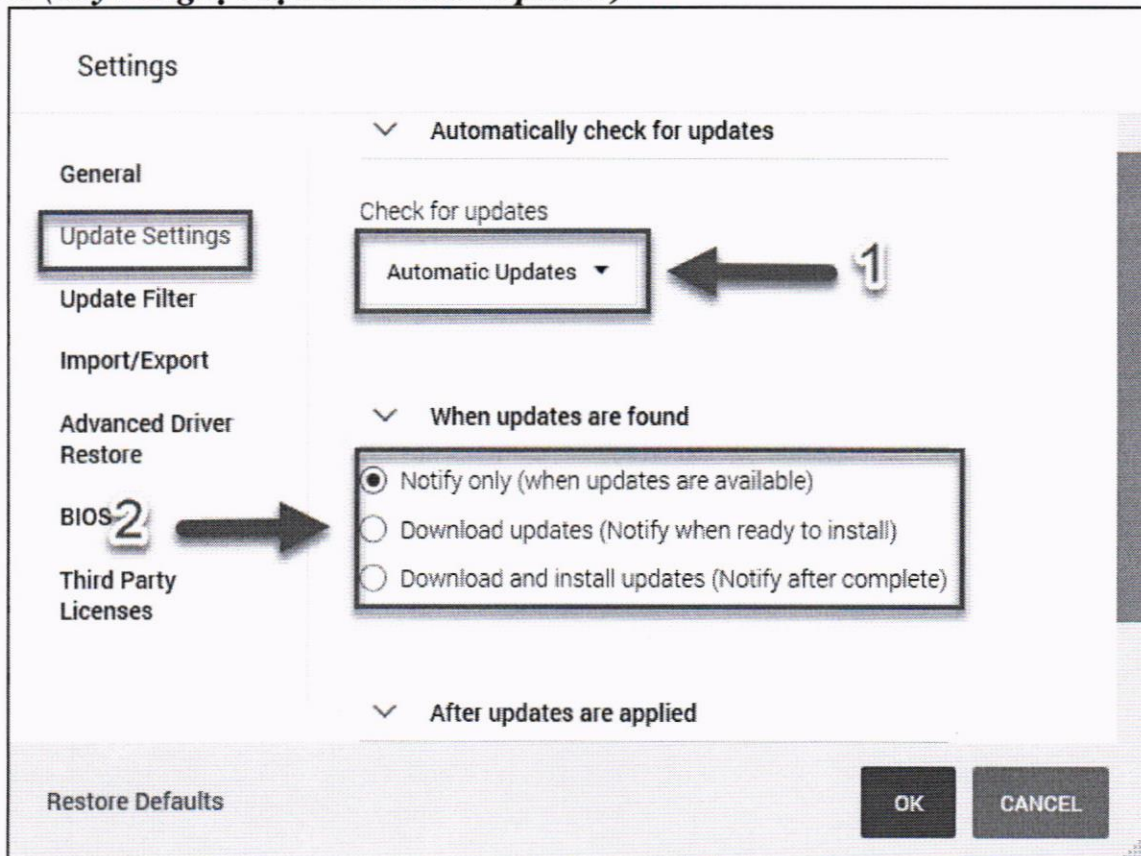 Settings
Automatically check for updates
General
Check for updates
Update Settings
Automatic Updates
1
Update Filter
Import/Export
When updates are found
Advanced Driver
Restore
Notify only (when updates are available)
BIOS
2
Download updates (Notify when ready to install)
Download and install updates (Notify after complete)
Third Party
Licenses
After updates are applied
Restore Defaults
OK
CANCEL